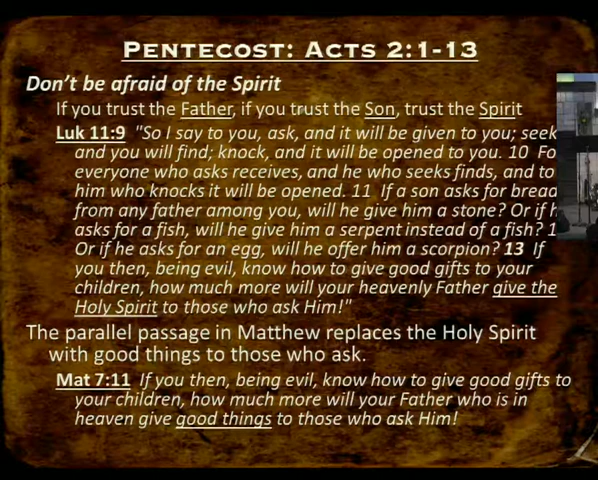 Pentecost: Acts 2:1-13
Don't be afraid of the Spirit
If you trust the Father, if you trust the Son, trust the Spirit
Luk 11:9 "So I say to you, ask, and it will be given to you; seek
and you will find; knock, and it will be opened to you. 10 Fo
everyone who asks receives, and he who seeks finds, and to
him who knocks it will be opened. 11 If a son asks for bread
from any father among you, will he give him a stone? Or if h
asks for a fish, will he give him a serpent instead of a fish? 1
Or if he asks for an egg, will he offer him a scorpion? 13 If
you then, being evil, know how to give good gifts to your
children, how much more will your heavenly Father give the
Holy Spirit to those who ask Him!"
The parallel passage in Matthew replaces the Holy Spirit
with good things to those who ask.
Mat 7:11 If you then, being evil, know how to give good gifts to
your children, how much more will your Father who is in
heaven give good things to those who ask Him!